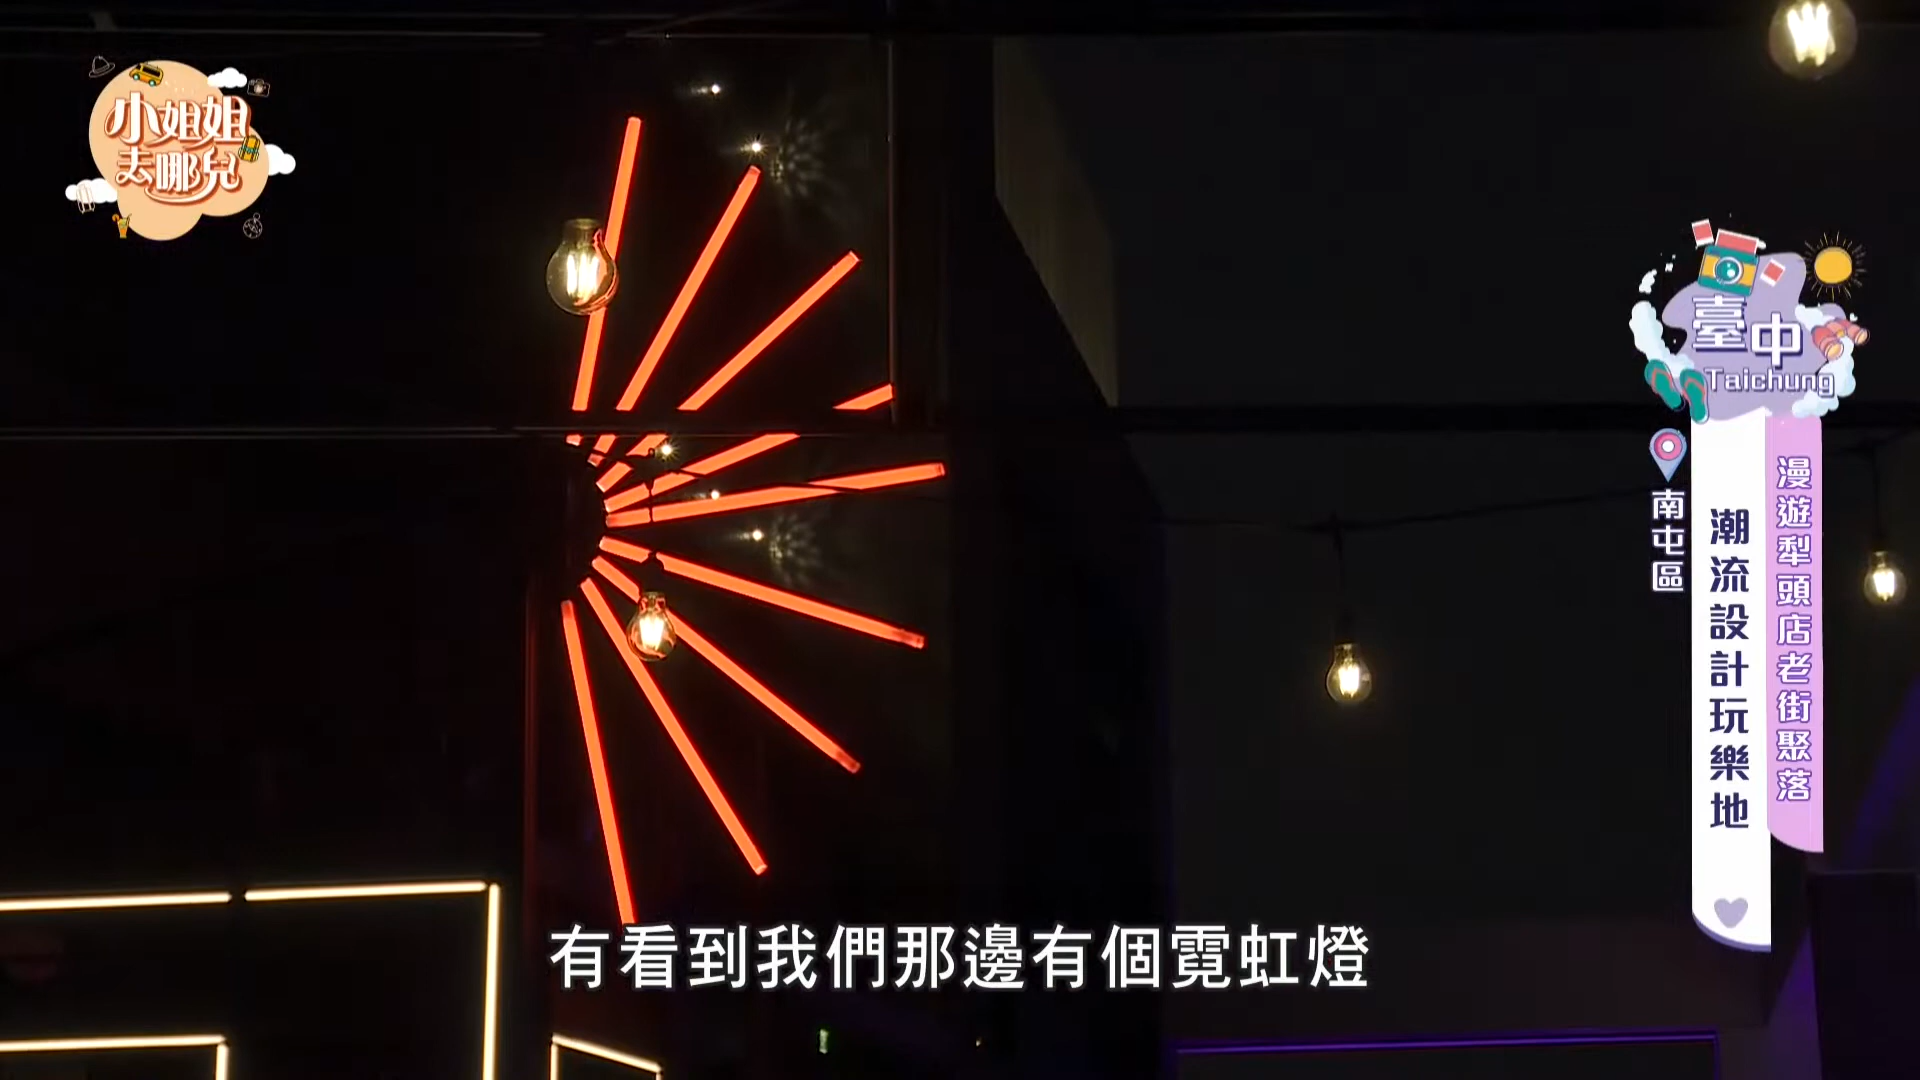 小姐姐
去哪兒
臺中
Taichung
南屯區
漫遊犁頭店老街聚落
潮流設計玩樂地
有看到我們那邊有個霓虹燈